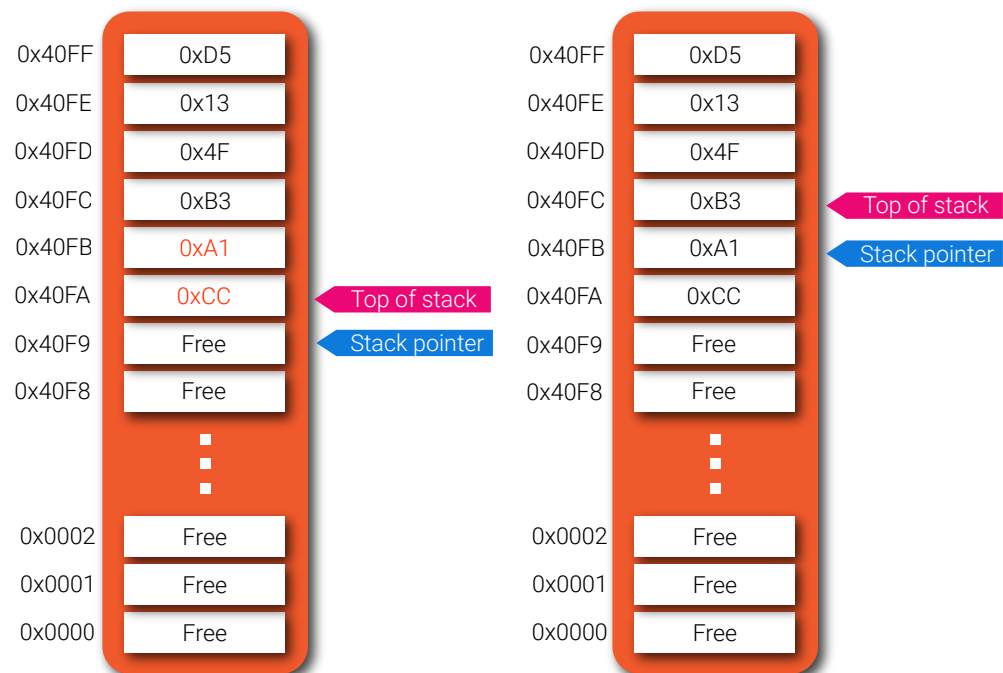 0x40FF 0xD5
0x40FE 0x13
0x40FD 0x4F
0x40FC 0xB3
0x40FB 0xA1
0x40FA 0xCC Top of stack
0x40F9 Free Stack pointer
0x40F8 Free
0x0002 Free
0x0001 Free
0x0000 Free
0x40FF 0xD5
0x40FE 0x13
0x40FD 0x4F
0x40FC 0xB3 Top of stack
0x40FB 0xA1 Stack pointer
0x40FA 0xCC
0x40F9 Free
0x40F8 Free
0x0002 Free
0x0001 Free
0x0000 Free